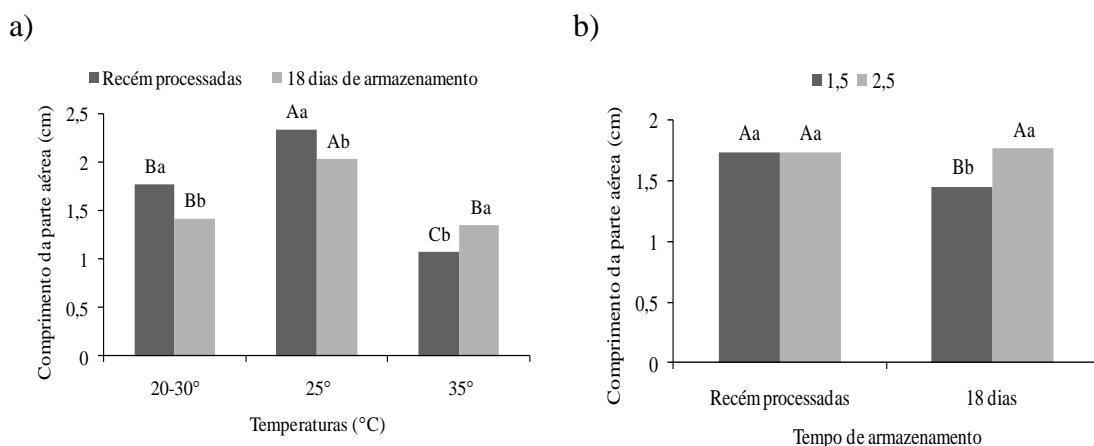 a)
Recém processadas 18 dias de armazenamento
Comprimento da parte aérea (cm)
2,5
2
1,5
1
0,5
0
Ba
Bb
Aa
Ab
Cb
Ba
20-30° 25° 35°
Temperaturas (°C)
b)
1,5 2,5
Comprimento da parte aérea (cm)
2
1,5
1
0,5
0
Aa
Aa
Bb
Aa
Recém processadas 18 dias
Tempo de armazenamento